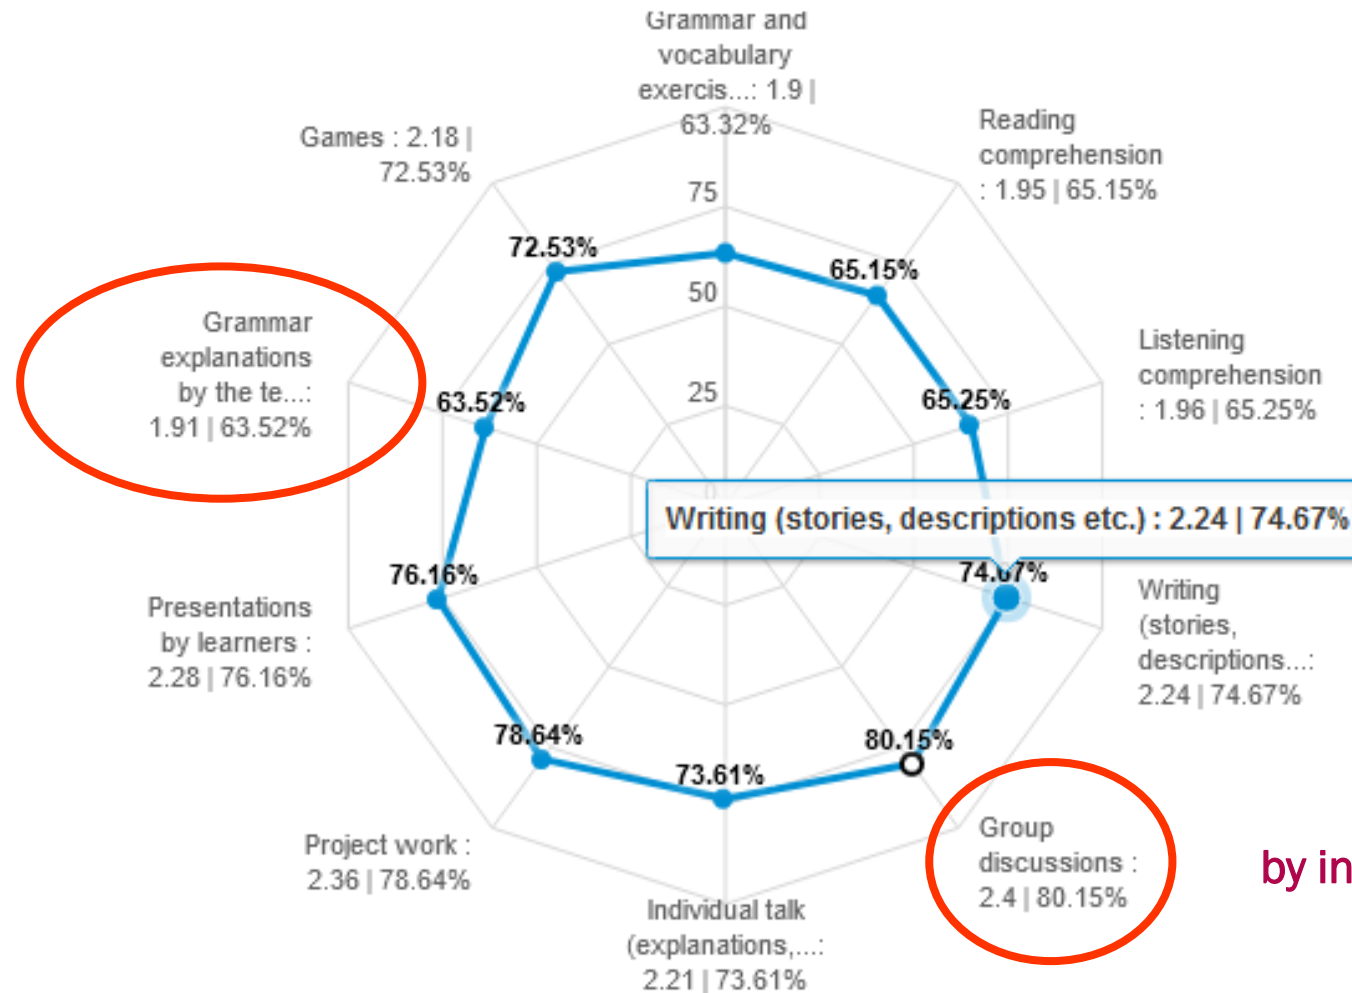 Grammar and
vocabulary
exercis...: 1.9 |
63.32%
Reading
comprehension
: 1.95 | 65.15%
Listening
comprehension
: 1.96 | 65.25%
Writing
(stories,
descriptions...:
2.24 | 74.67%
Group
discussions :
2.4 | 80.15%
Individual talk
(explanations,...:
2.21 | 73.61%
Project work :
2.36 | 78.64%
Presentations
by learners :
2.28 | 76.16%
Grammar
explanations
by the te...:
1.91 | 63.52%
Games : 2.18 |
72.53%
75
50
25
0
72.53%
65.15%
63.52%
65.25%
Writing (stories, descriptions etc.) : 2.24 | 74.67%
76.16%
74.67%
78.64%
80.15%
73.61%
by in